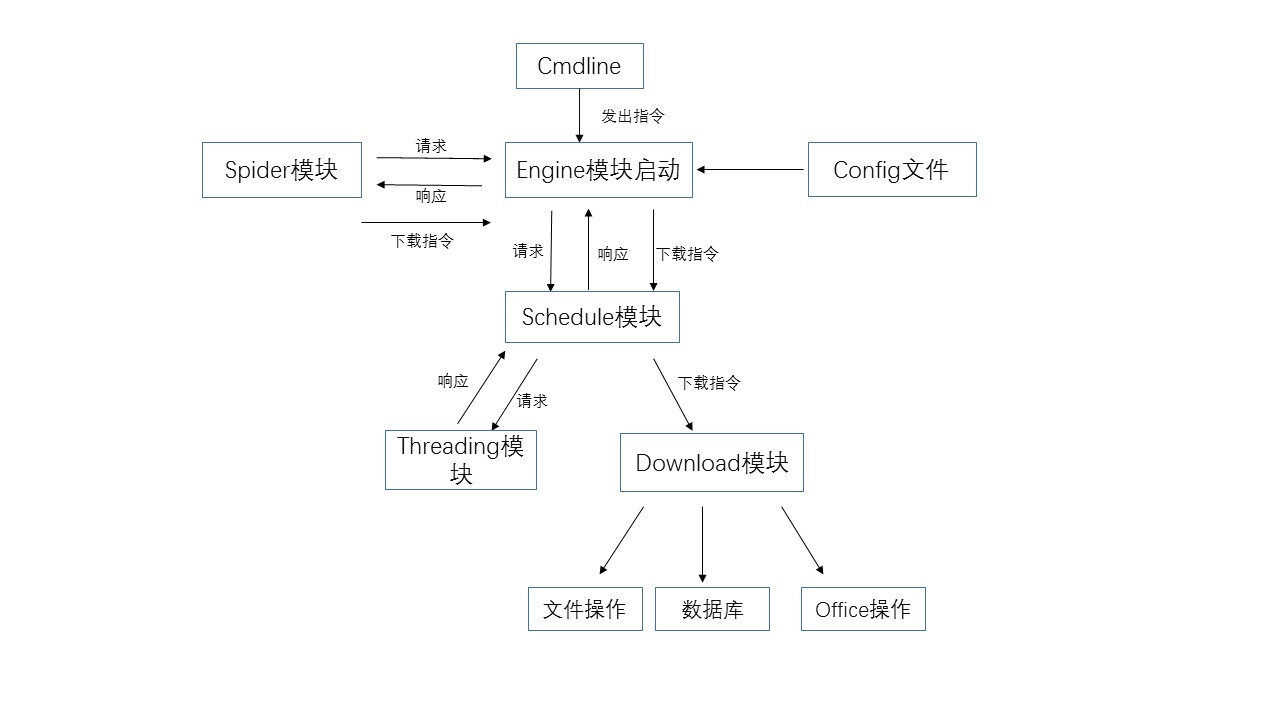 Cmdline
发出指令
请求
Spider模块
Engine模块启动
Config文件
响应
下载指令
请求
响应
下载指令
Schedule模块
响应
请求
下载指令
Threading模
块
Download模块
文件操作
数据库
Office操作